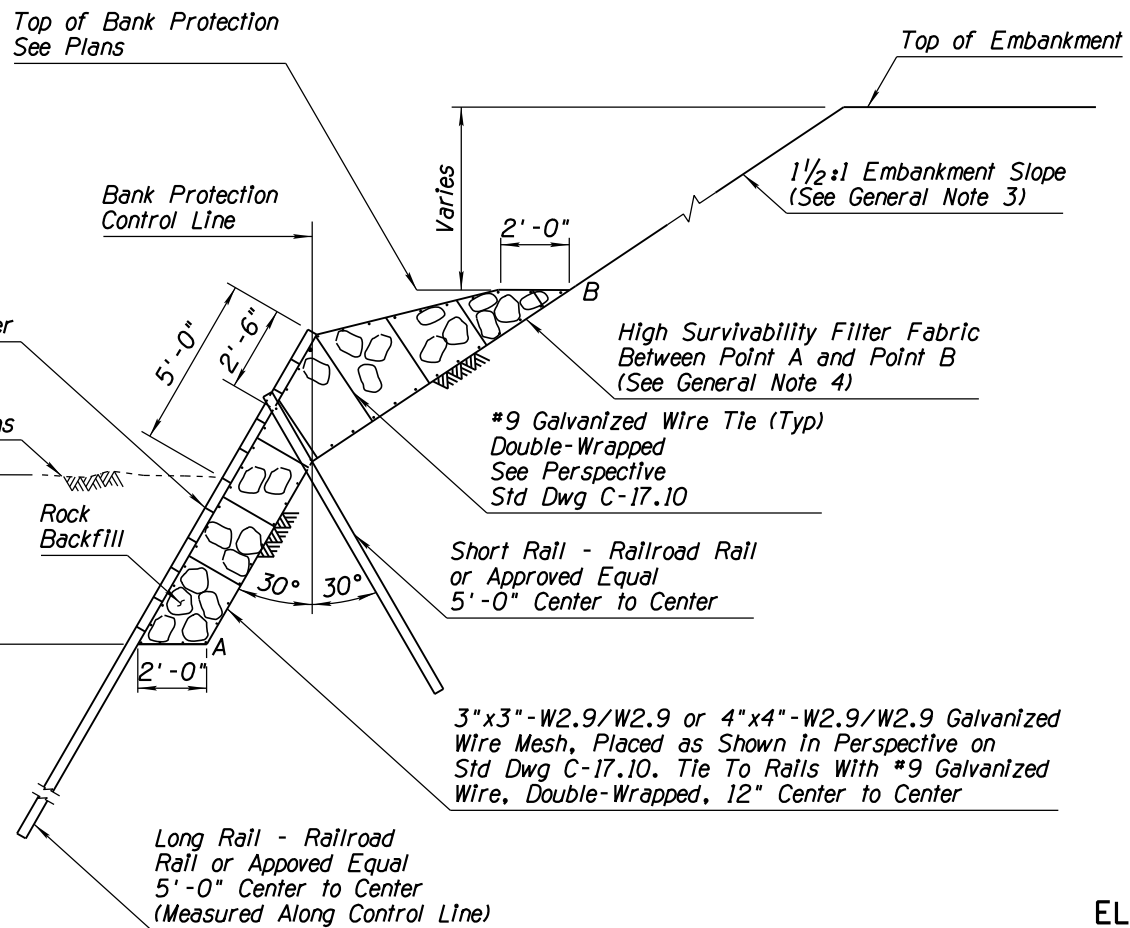 Top of Bank Protection
See Plans
Top of Embankment
Bank Protection
Control Line
Varies
1½:1 Embankment Slope
(See General Note 3)
2'-0"
B
5'-0"
2'-6"
High Survivability Filter Fabric
Between Point A and Point B
(See General Note 4)
#9 Galvanized Wire Tie (Typ)
Double-Wrapped
See Perspective
Std Dwg C-17.10
Rock
Backfill
30°
30°
Short Rail - Railroad Rail
or Approved Equal
5'-0" Center to Center
A
2'-0"
3"x3"-W2.9/W2.9 or 4"x4"-W2.9/W2.9 Galvanized
Wire Mesh, Placed as Shown in Perspective on
Std Dwg C-17.10. Tie To Rails With #9 Galvanized
Wire, Double-Wrapped, 12" Center to Center
Long Rail - Railroad
Rail or Appoved Equal
5'-0" Center to Center
(Measured Along Control Line)
EL